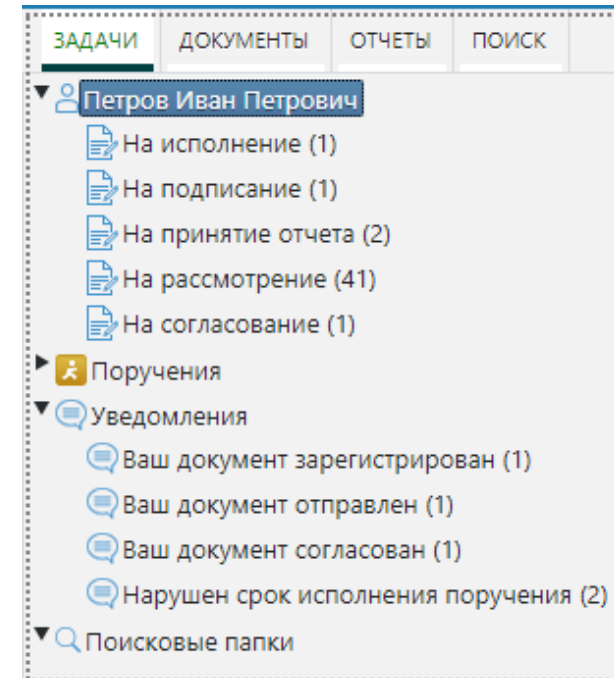 ЗАДАЧИ ДОКУМЕНТЫ ОТЧЕТЫ ПОИСК
Петров Иван Петрович
На исполнение (1)
На подписание (1)
На принятие отчета (2)
На рассмотрение (41)
На согласование (1)
Поручения
Уведомления
Ваш документ зарегистрирован (1)
Ваш документ отправлен (1)
Ваш документ согласован (1)
Нарушен срок исполнения поручения (2)
Поисковые папки